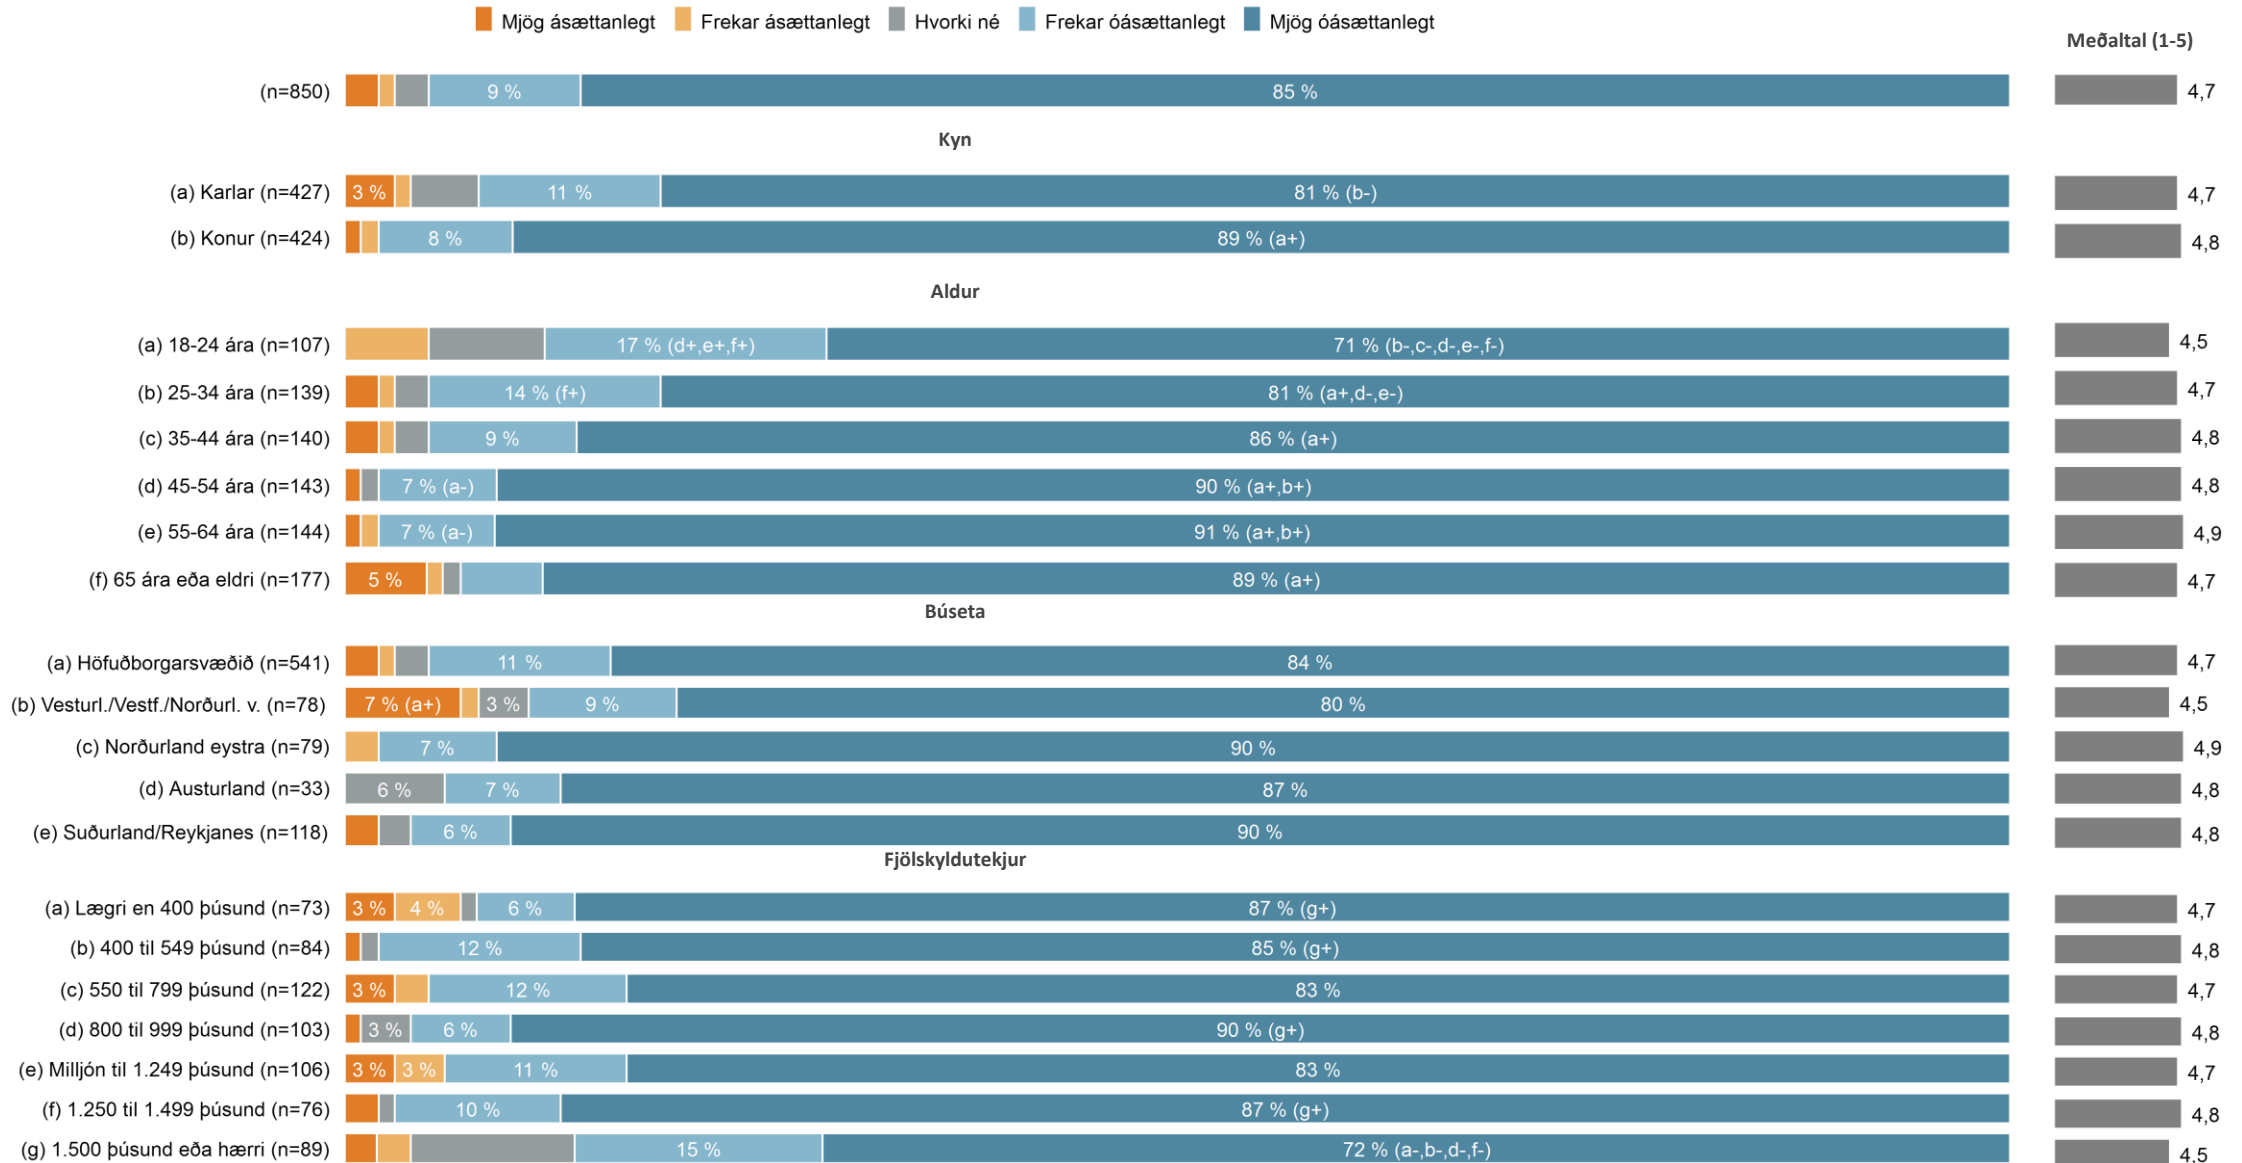 Mjög ásættanlegt Frekar ásættanlegt Hvorki né Frekar óásættanlegt Mjög óásættanlegt
Meðaltal (1-5)
(n=850) 9 % 85 % 4,7
Kyn
(a) Karlar (n=427) 3 % 11 % 81 % (b-) 4,7
(b) Konur (n=424) 8 % 89 % (a+) 4,8
Aldur
(a) 18-24 ára (n=107) 17 % (d+,e+,f+) 71 % (b-,c-,d-,e-,f-) 4,5
(b) 25-34 ára (n=139) 14 % (f+) 81 % (a+,d-,e-) 4,7
(c) 35-44 ára (n=140) 9 % 86 % (a+) 4,8
(d) 45-54 ára (n=143) 7 % (a-) 90 % (a+,b+) 4,8
(e) 55-64 ára (n=144) 7 % (a-) 91 % (a+,b+) 4,9
(f) 65 ára eða eldri (n=177) 5 % 89 % (a+) 4,7
Búseta
(a) Höfuðborgarsvæðið (n=541) 11 % 84 % 4,7
(b) Vesturl./Vestf./Norðurl. v. (n=78) 7 % (a+) 3 % 9 % 80 % 4,5
(c) Norðurland eystra (n=79) 7 % 90 % 4,9
(d) Austurland (n=33) 6 % 7 % 87 % 4,8
(e) Suðurland/Reykjanes (n=118) 6 % 90 % 4,8
Fjölskyldutekjur
(a) Lægri en 400 þúsund (n=73) 3 % 4 % 6 % 87 % (g+) 4,7
(b) 400 til 549 þúsund (n=84) 12 % 85 % (g+) 4,8
(c) 550 til 799 þúsund (n=122) 3 % 12 % 83 % 4,7
(d) 800 til 999 þúsund (n=103) 3 % 6 % 90 % (g+) 4,8
(e) Milljón til 1.249 þúsund (n=106) 3 % 3 % 11 % 83 % 4,7
(f) 1.250 til 1.499 þúsund (n=76) 10 % 87 % (g+) 4,8
(g) 1.500 þúsund eða hærri (n=89) 15 % 72 % (a-,b-,d-,f-) 4,5